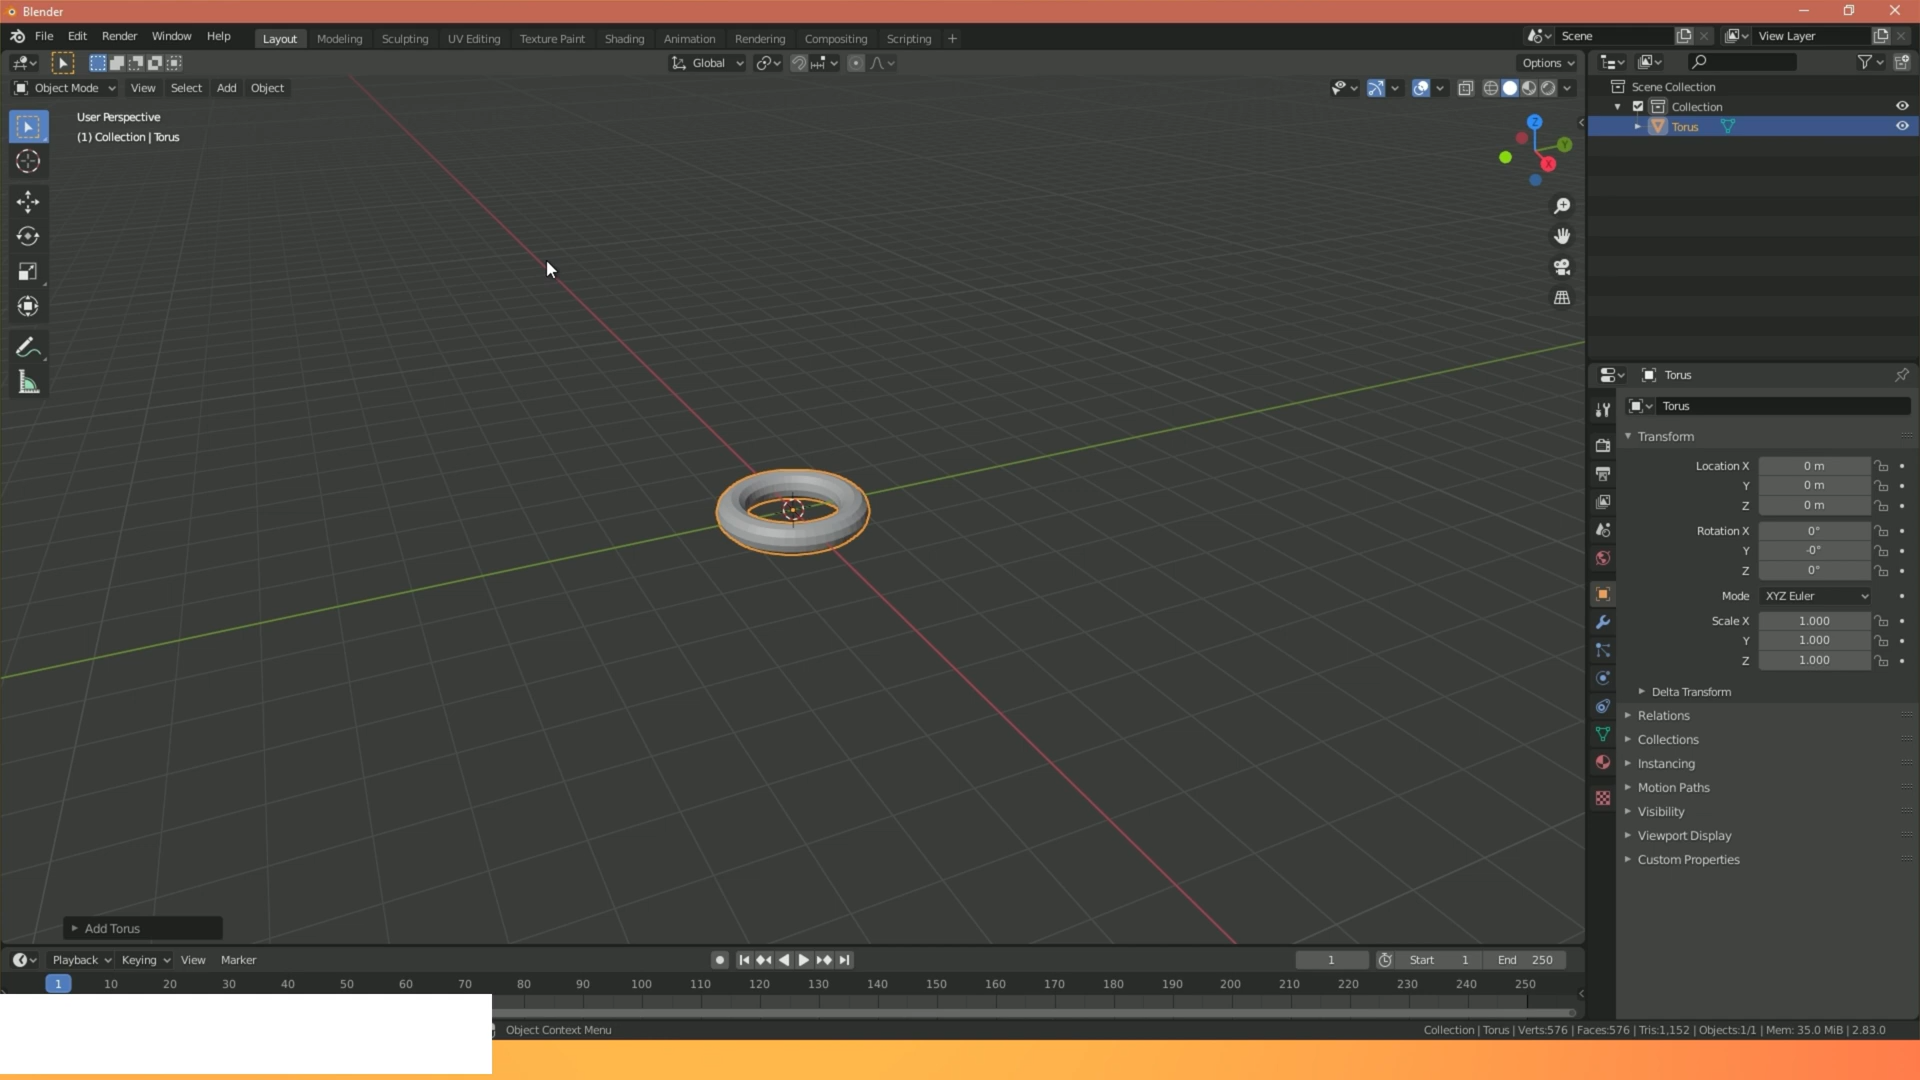 Blender
File Edit Render Window Help Layout Modeling Sculpting UV Editing Texture Paint Shading Animation Rendering Compositing Scripting + Scene View Layer
Global Options
Object Mode View Select Add Object
User Perspective
(1) Collection | Torus
Z
Y
X
Scene Collection
Collection
Torus
Torus
Torus
Transform
Location X 0 m
Y 0 m
Z 0 m
Rotation X 0°
Y -0°
Z 0°
Mode XYZ Euler
Scale X 1.000
Y 1.000
Z 1.000
Delta Transform
Relations
Collections
Instancing
Motion Paths
Visibility
Viewport Display
Custom Properties
Add Torus
Playback Keying View Marker 1 Start 1 End 250
1 10 20 30 40 50 60 70 80 90 100 110 120 130 140 150 160 170 180 190 200 210 220 230 240 250
Object Context Menu
Collection | Torus | Verts:576 | Faces:576 | Tris:1,152 | Objects:1/1 | Mem: 35.0 MiB | 2.83.0